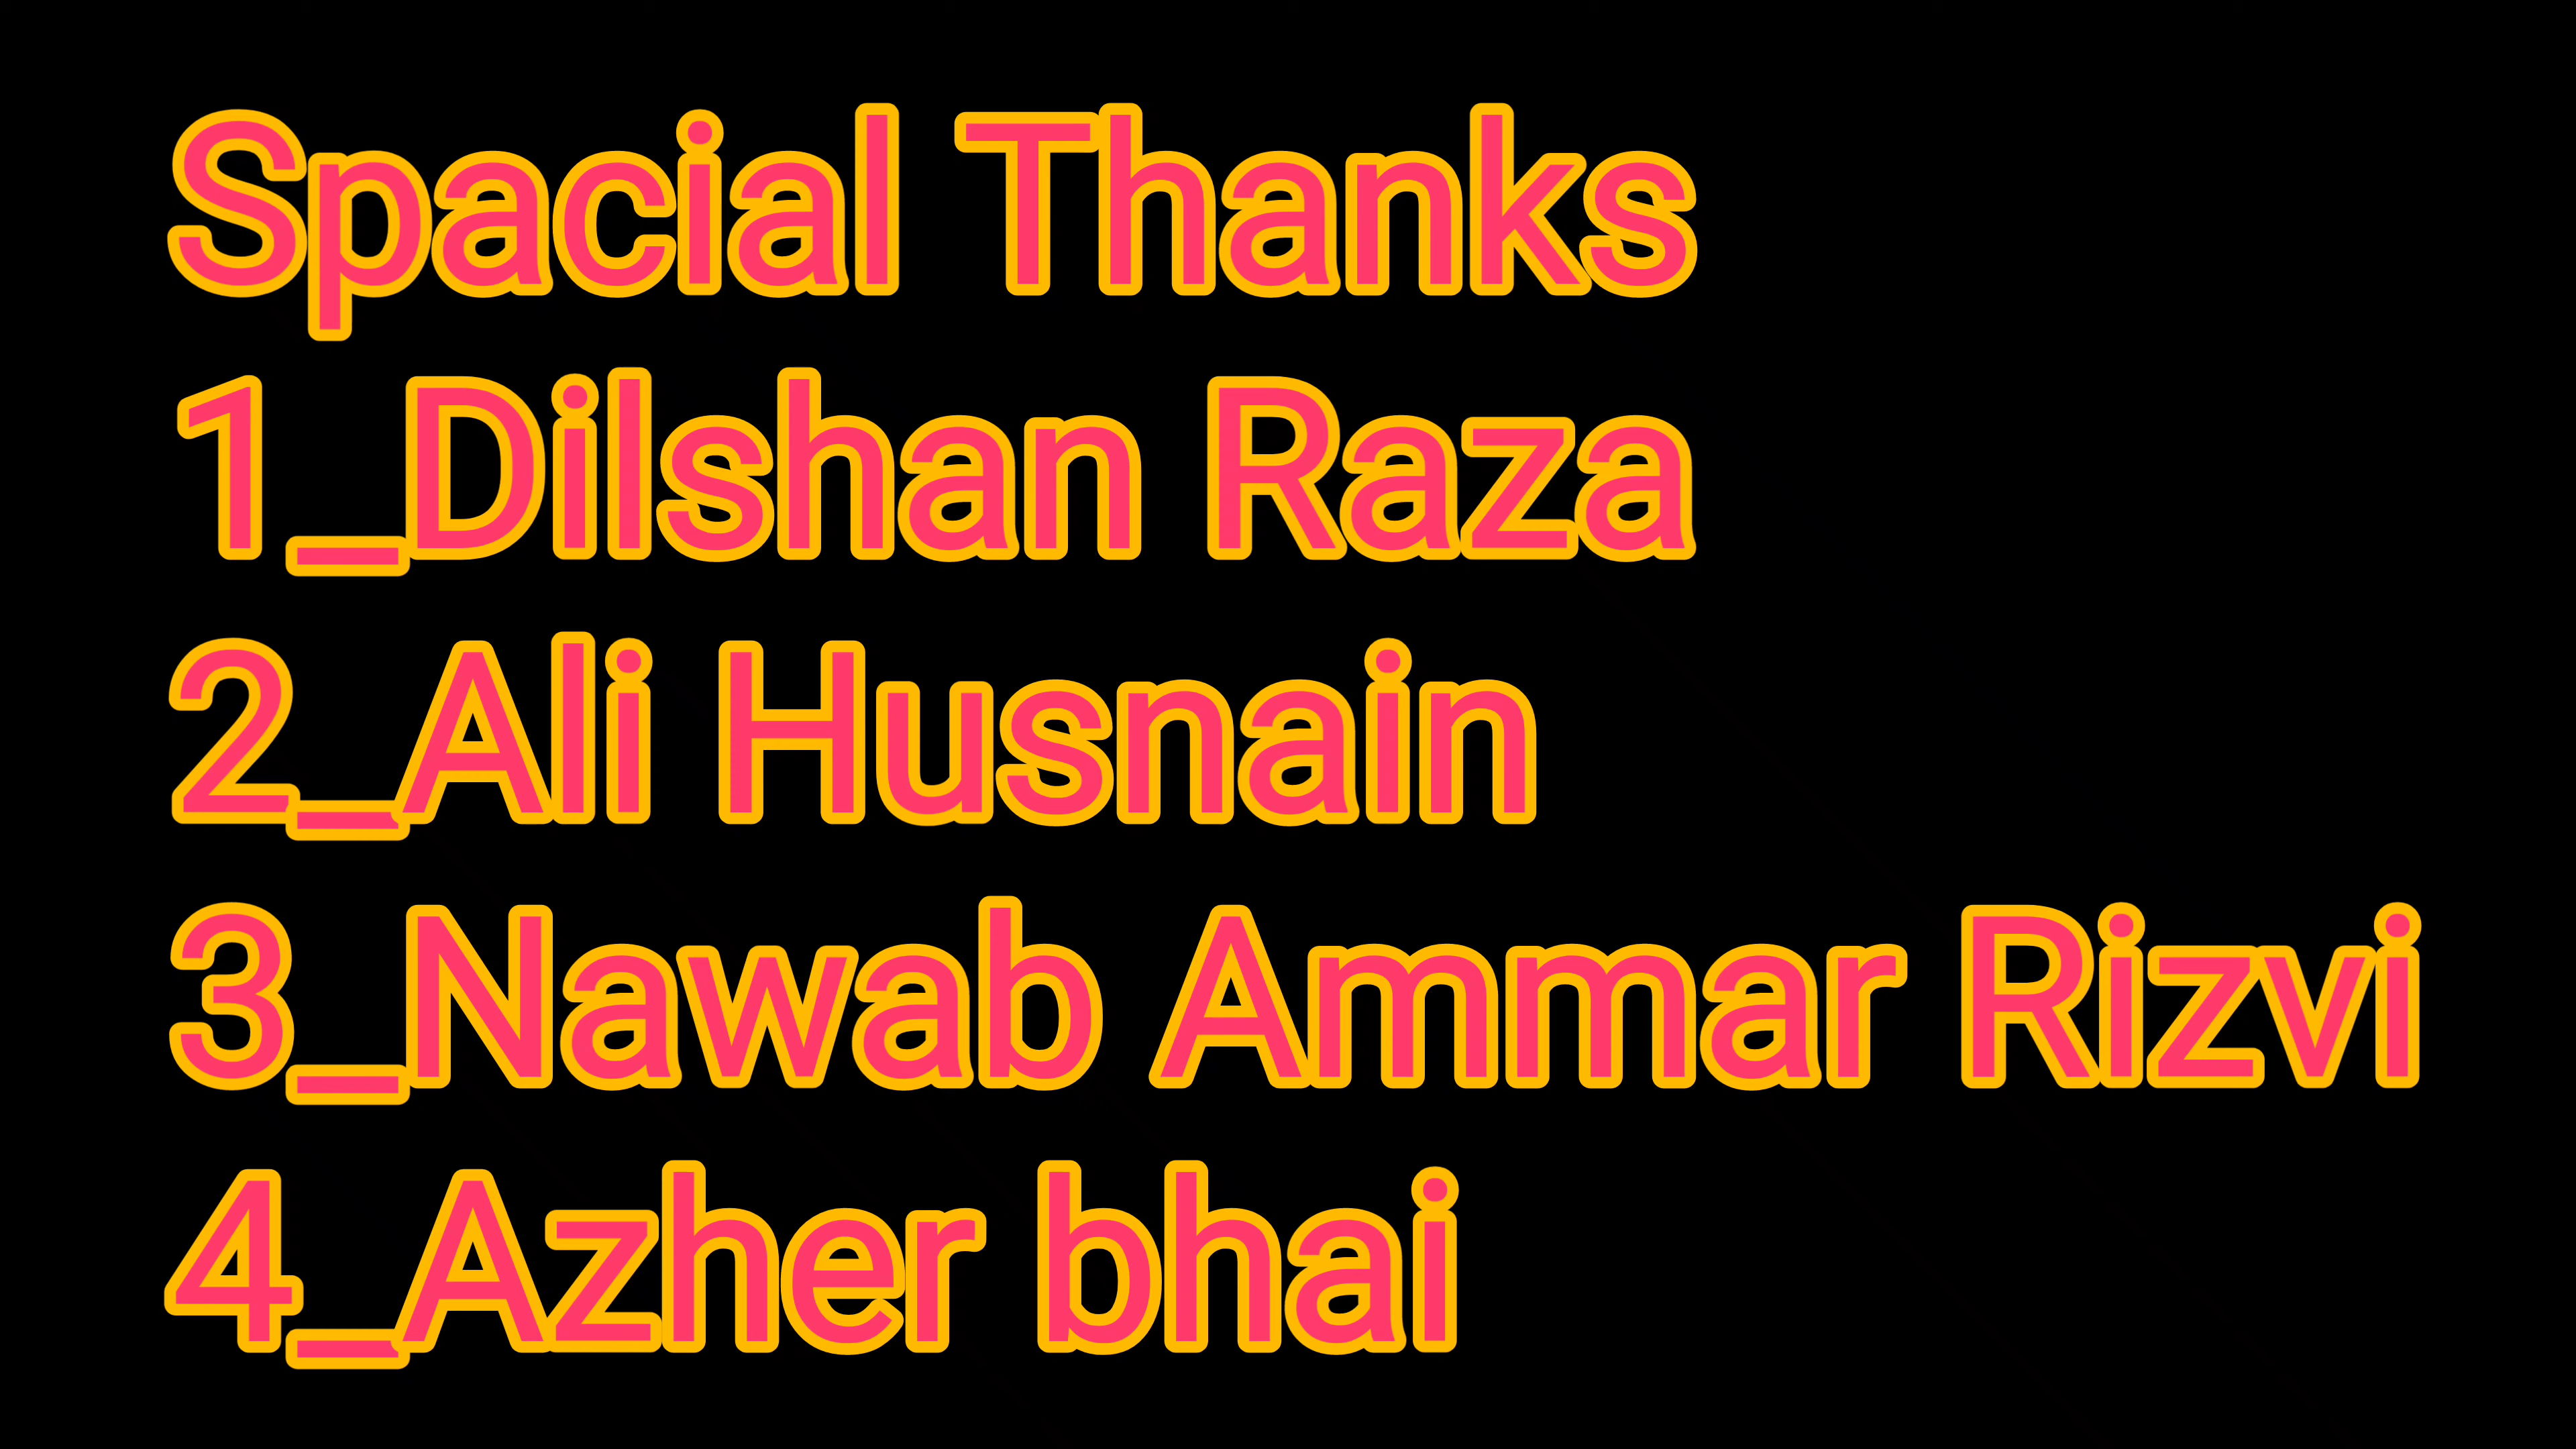 Spacial Thanks
1_Dilshan Raza
2_Ali Husnain
3_Nawab Ammar Rizvi
4_Azher bhai